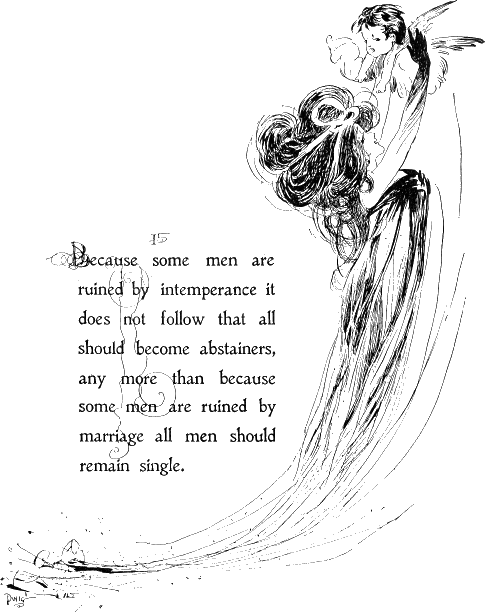 15
Because some men are
ruined by intemperance it
does not follow that all
should become abstainers,
any more than because
some men are ruined by
marriage all men should
remain single.